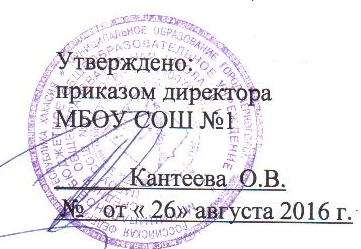 Утверждено:
приказом директора
МБОУ СОШ №1
Кантеева О.В.
№ от « 26» августа 2016 г.